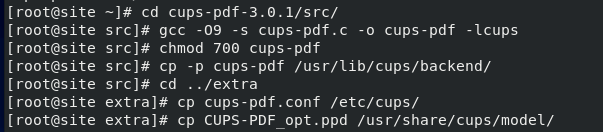 [root@site ~]# cd cups-pdf-3.0.1/src/
[root@site src]# gcc -O9 -s cups-pdf.c -o cups-pdf -lcups
[root@site src]# chmod 700 cups-pdf
[root@site src]# cp -p cups-pdf /usr/lib/cups/backend/
[root@site src]# cd ../extra
[root@site extra]# cp cups-pdf.conf /etc/cups/
[root@site extra]# cp CUPS-PDF_opt.ppd /usr/share/cups/model/